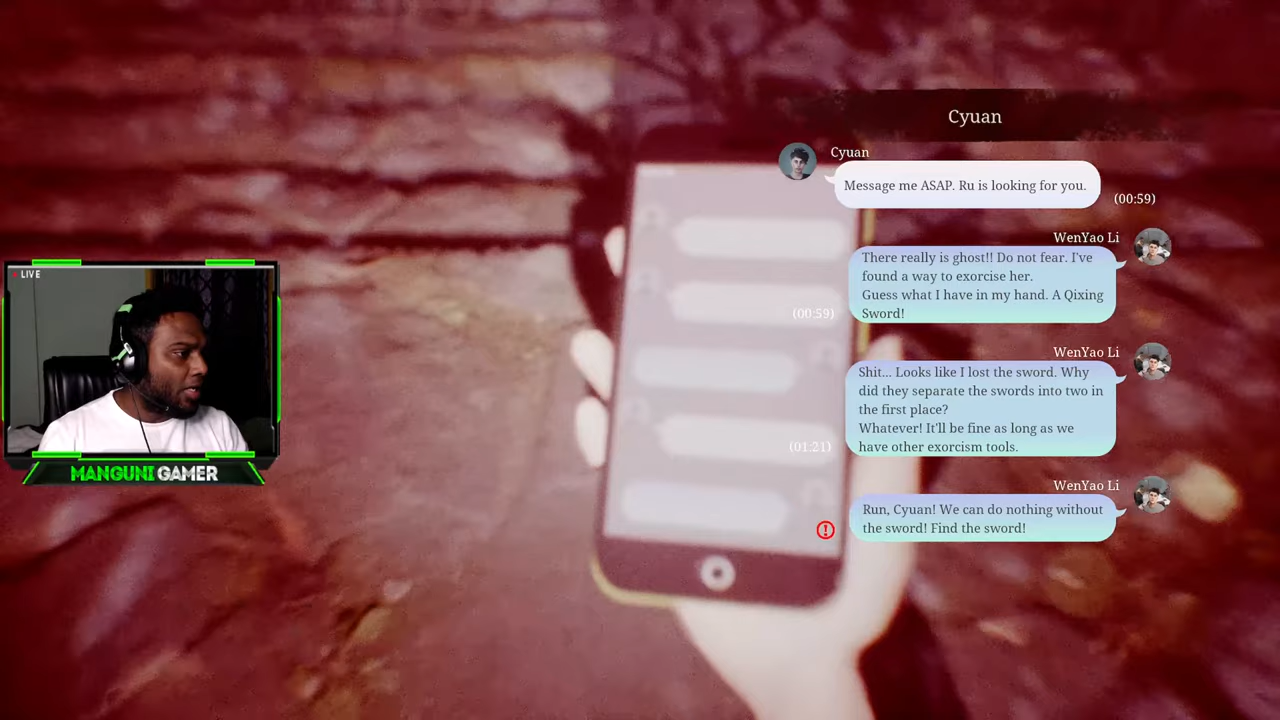 Cyuan
Cyuan
Message me ASAP. Ru is looking for you.
(00:59)
WenYao Li
There really is ghost!! Do not fear. I've
found a way to exorcise her.
Guess what I have in my hand. A Qixing
Sword!
(00:59)
WenYao Li
Shit... Looks like I lost the sword. Why
did they separate the swords into two in
the first place?
Whatever! It'll be fine as long as we
have other exorcism tools.
(01:21)
WenYao Li
Run, Cyuan! We can do nothing without
the sword! Find the sword!
LIVE
MANGUNI GAMER